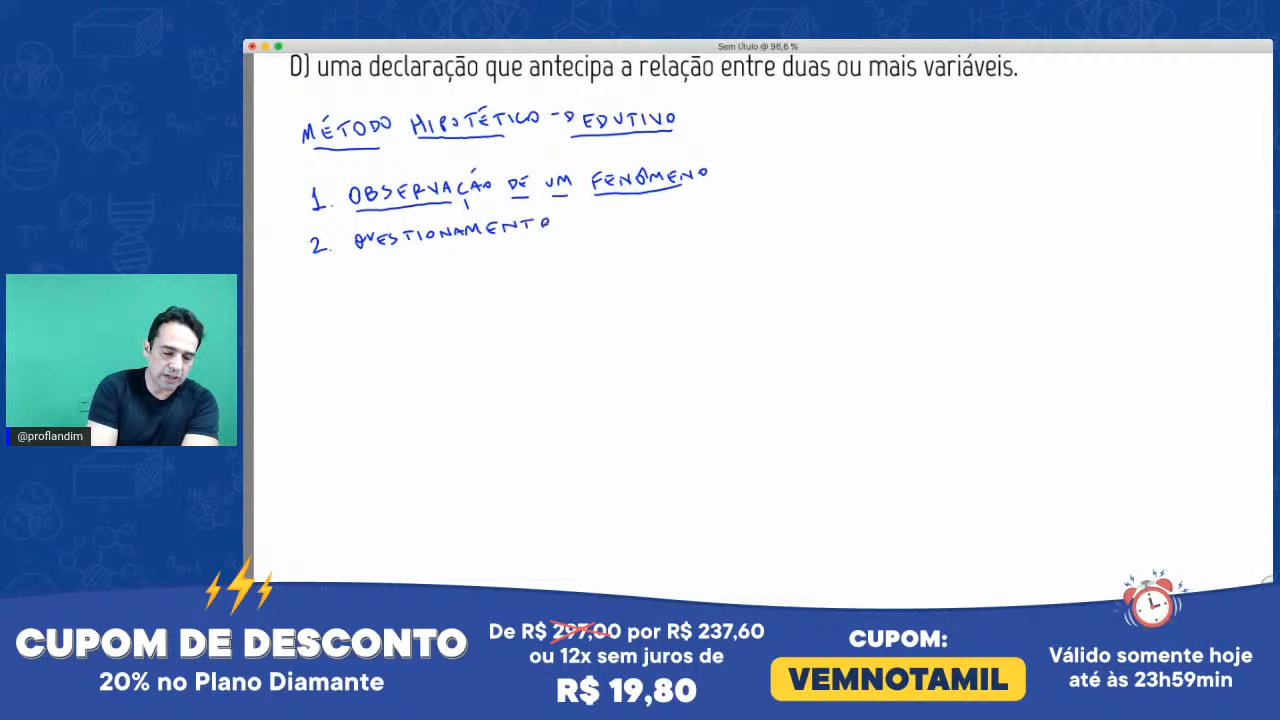 Sem título @ 96,6 %
D) uma declaração que antecipa a relação entre duas ou mais variáveis.
MÉTODO HIPOTÉTICO-DEDUTIVO
1. OBSERVAÇÃO DE UM FENÔMENO
2. QUESTIONAMENTO
@proflandim
CUPOM DE DESCONTO
20% no Plano Diamante
De R$ 297,00 por R$ 237,60
ou 12x sem juros de
R$ 19,80
CUPOM:
VEMNOTAMIL
Válido somente hoje
até às 23h59min